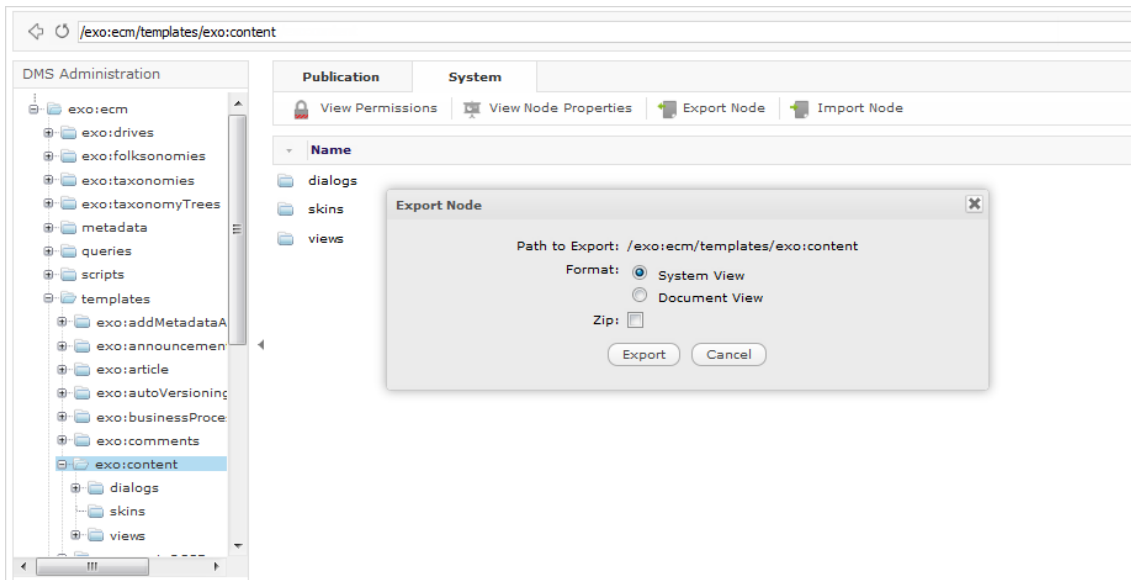 /exo:ecm/templates/exo:content
DMS Administration
exo:ecm
exo:drives
exo:folksonomies
exo:taxonomies
exo:taxonomyTrees
metadata
queries
scripts
templates
exo:addMetadataA
exo:announcemen
exo:article
exo:autoVersioning
exo:businessProce
exo:comments
exo:content
dialogs
skins
views
Publication System
View Permissions View Node Properties Export Node Import Node
Name
dialogs
skins
views
Export Node
Path to Export: /exo:ecm/templates/exo:content
Format: System View
Document View
Zip:
Export Cancel